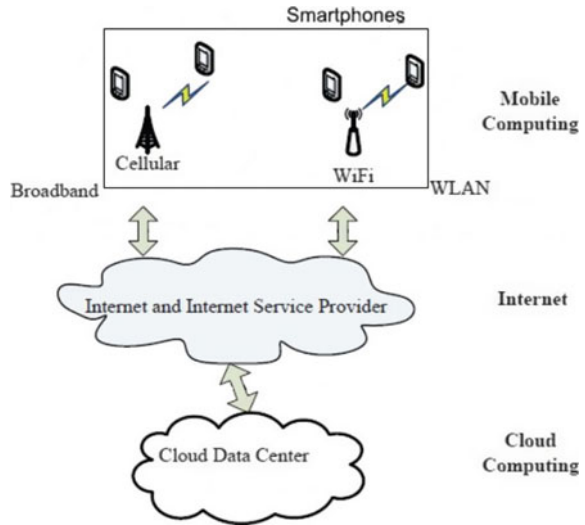 Smartphones
Mobile
Computing
Cellular
WiFi
Broadband
WLAN
Internet and Internet Service Provider
Internet
Cloud Data Center
Cloud
Computing